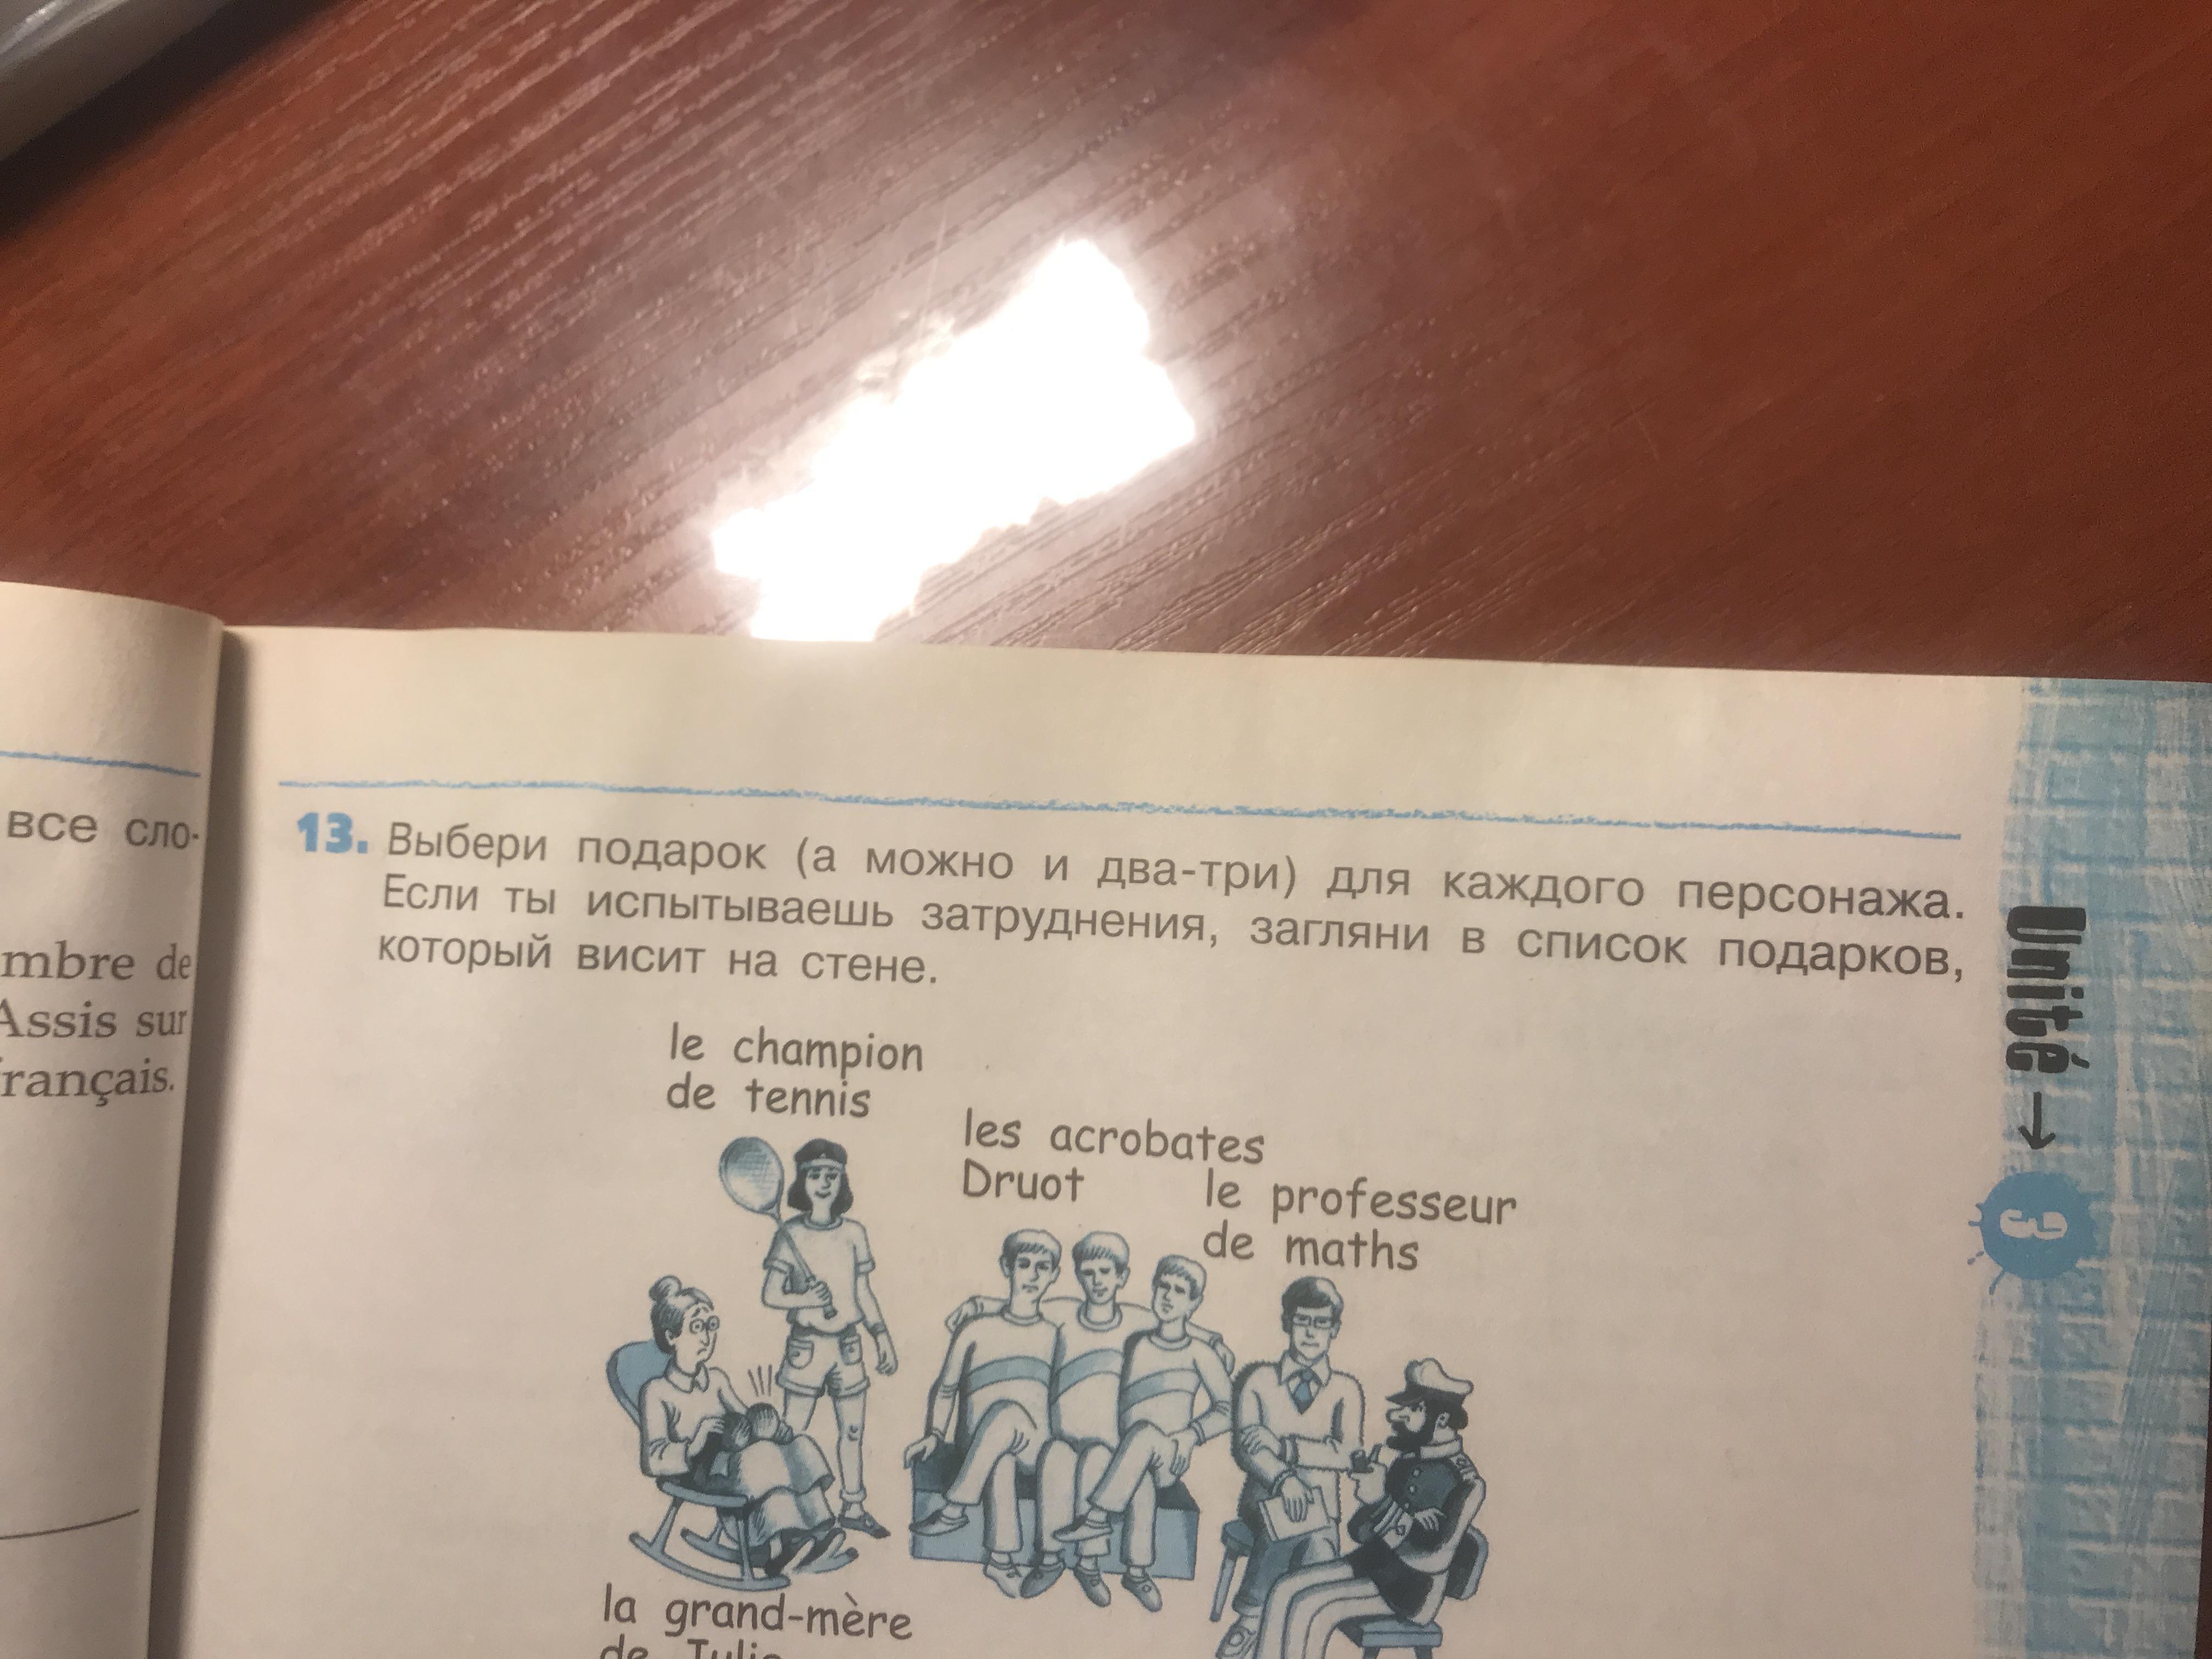 все сло-
mbre de
Assis sur
rançais.
13. Выбери подарок (а можно и два-три) для каждого персонажа.
Если ты испытываешь затруднения, загляни в список подарков,
который висит на стене.
le champion
de tennis
les acrobates
Druot
le professeur
de maths
la grand-mère
de Julie
Unité → 3